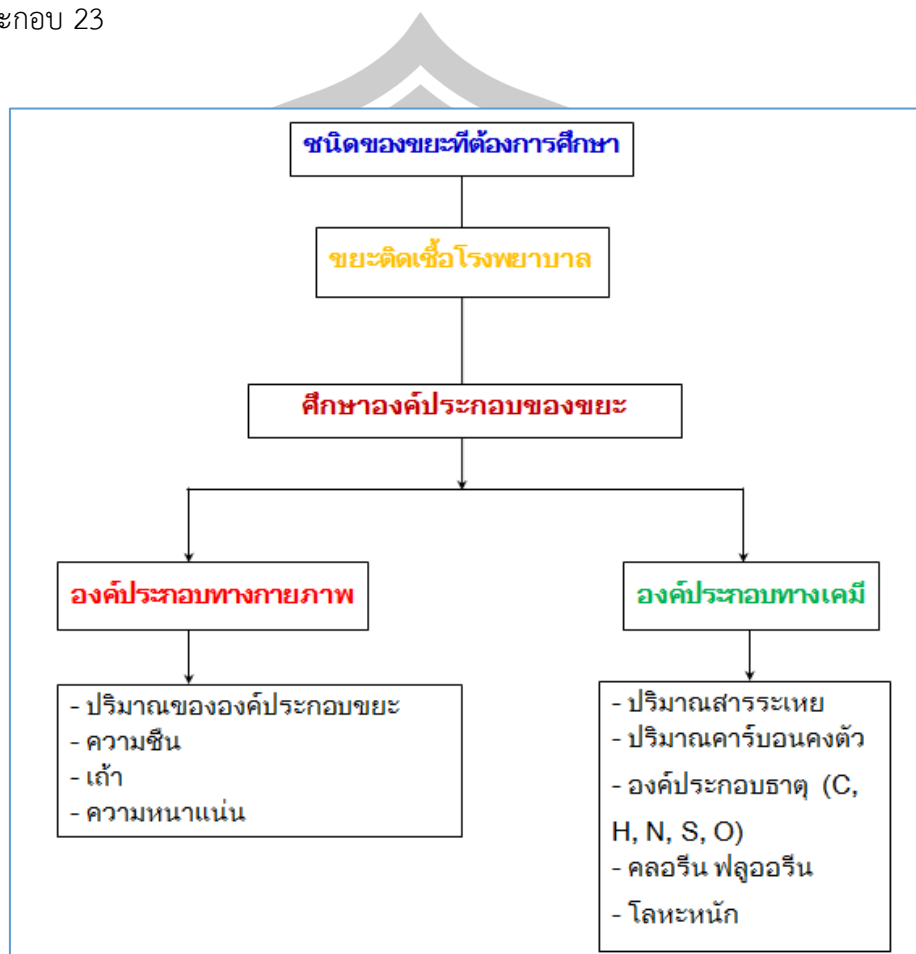 ะกอบ 23
ชนิดของขยะที่ต้องการศึกษา
ขยะติดเชื้อโรงพยาบาล
ศึกษาองค์ประกอบของขยะ
องค์ประกอบทางกายภาพ
- ปริมาณขององค์ประกอบขยะ
- ความชืน
- เถ้า
- ความหนาแน่น
องค์ประกอบทางเคมี
- ปริมาณสารระเหย
- ปริมาณคาร์บอนคงตัว
- องค์ประกอบธาตุ (C,
H, N, S, O)
- คลอรีน ฟลูออรีน
- โลหะหนัก